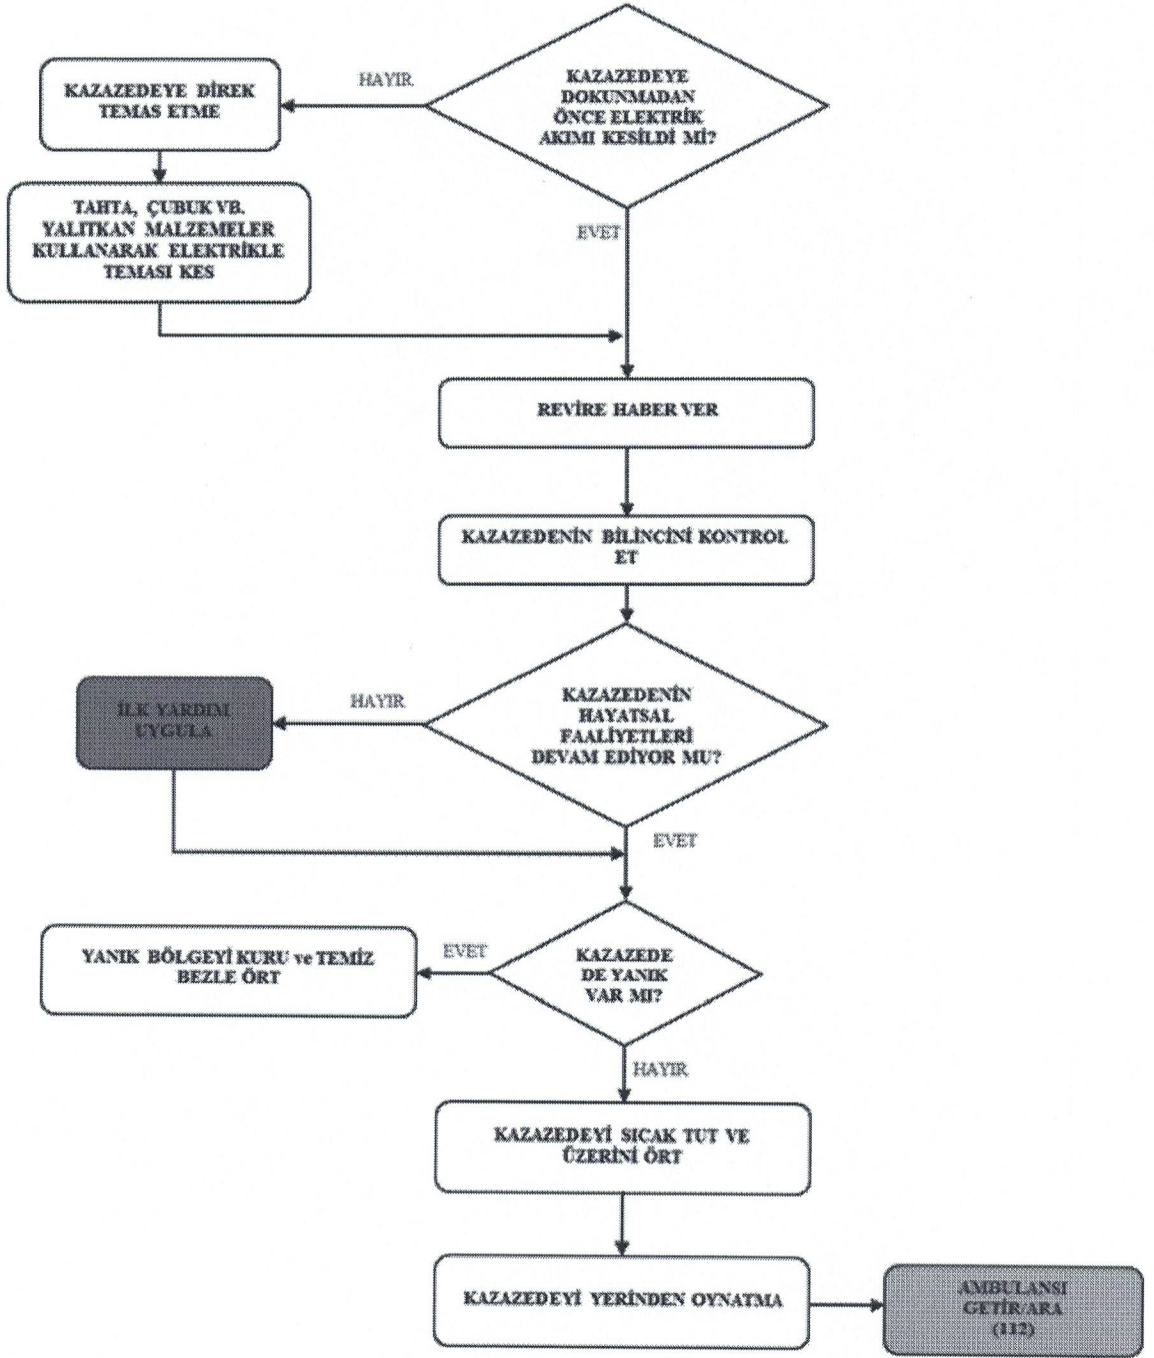 KAZAZEDEYE
DOKUNMADAN
ÖNCE ELEKTRİK
AKIMI KESİLDİ Mİ?
HAYIR
KAZAZEDEYE DİREK
TEMAS ETME
TAHTA, ÇUBUK VB.
YALITKAN MALZEMELER
KULLANARAK ELEKTRİKLE
TEMASI KES
EVET
REVİRE HABER VER
KAZAZEDENİN BİLİNCİNİ KONTROL
ET
KAZAZEDENİN
HAYATSAL
FAALİYETLERİ
DEVAM EDİYOR MU?
HAYIR
İLK YARDIM
UYGULA
EVET
KAZAZEDE
DE YANIK
VAR MI?
EVET
YANIK BÖLGEYİ KURU ve TEMİZ
BEZLE ÖRT
HAYIR
KAZAZEDEYİ SICAK TUT VE
ÜZERİNİ ÖRT
KAZAZEDEYİ YERİNDEN OYNATMA
AMBULANSI
GETİR/ARA
(112)